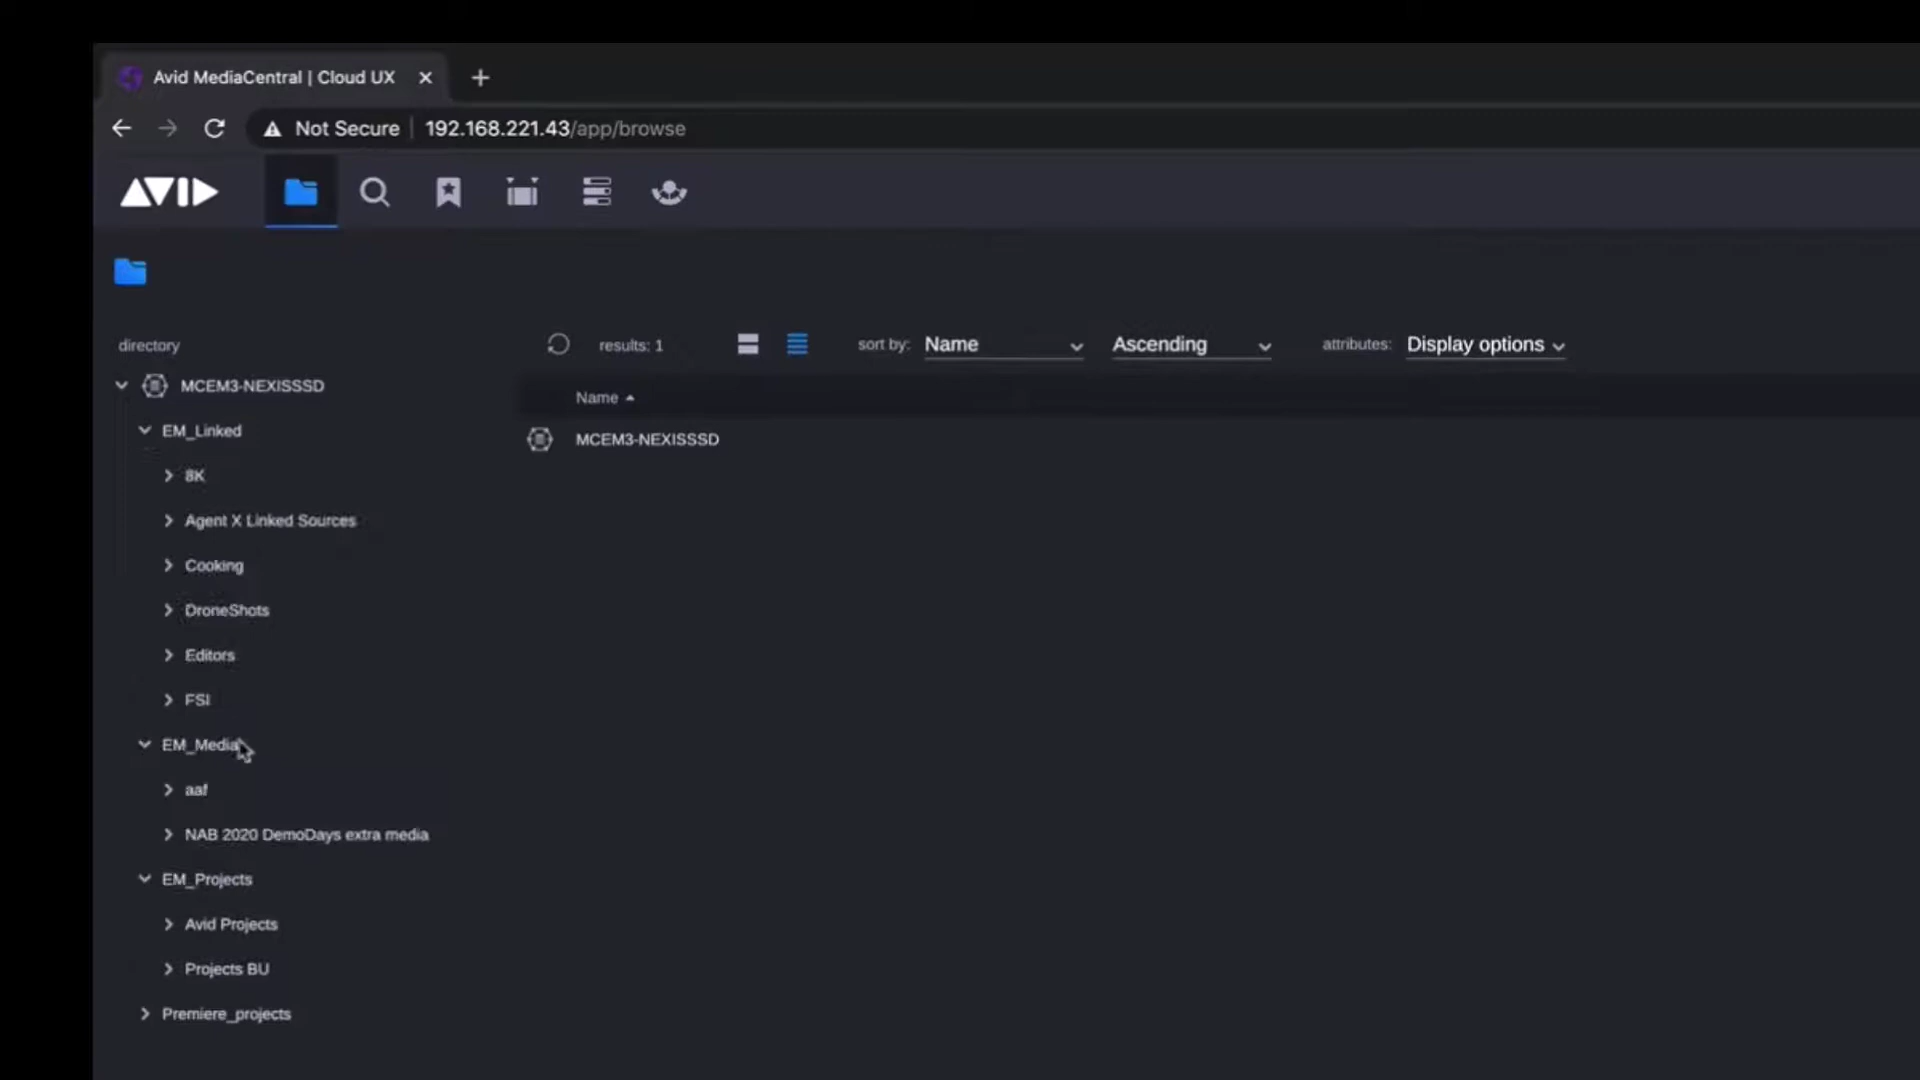 Avid MediaCentral | Cloud UX
Not Secure 192.168.221.43/app/browse
AVID
directory
results: 1
sort by: Name Ascending attributes: Display options
MCEM3-NEXISSSD
Name
EM_Linked
MCEM3-NEXISSSD
8K
Agent X Linked Sources
Cooking
DroneShots
Editors
FSI
EM_Media
aaf
NAB 2020 DemoDays extra media
EM_Projects
Avid Projects
Projects BU
Premiere_projects